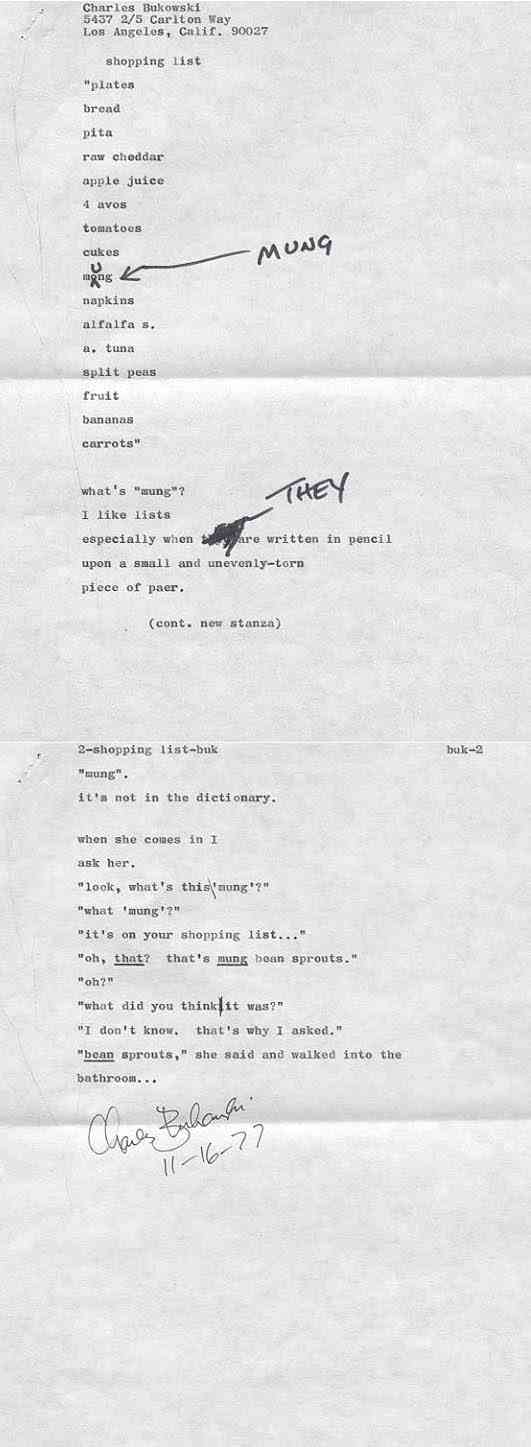 Charles Bukowski
5437 2/5 Carlton Way
Los Angeles, Calif. 90027
shopping list
"plates
bread
pita
raw cheddar
apple juice
4 avos
tomatoes
cukes
mung MUNG
napkins
alfalfa s.
a. tuna
split peas
fruit
bananas
carrots"
what's "mung"?
I like lists
THEY
especially when they are written in pencil
upon a small and unevenly-torn
piece of paer.
(cont. new stanza)
2-shopping list-buk buk-2
"mung".
it's not in the dictionary.
when she comes in I
ask her.
"look, what's this 'mung'?"
"what 'mung'?"
"it's on your shopping list..."
"oh, that? that's mung bean sprouts."
"oh?"
"what did you think it was?"
"I don't know. that's why I asked."
"bean sprouts," she said and walked into the
bathroom...
Charles Bukowski
11-16-77